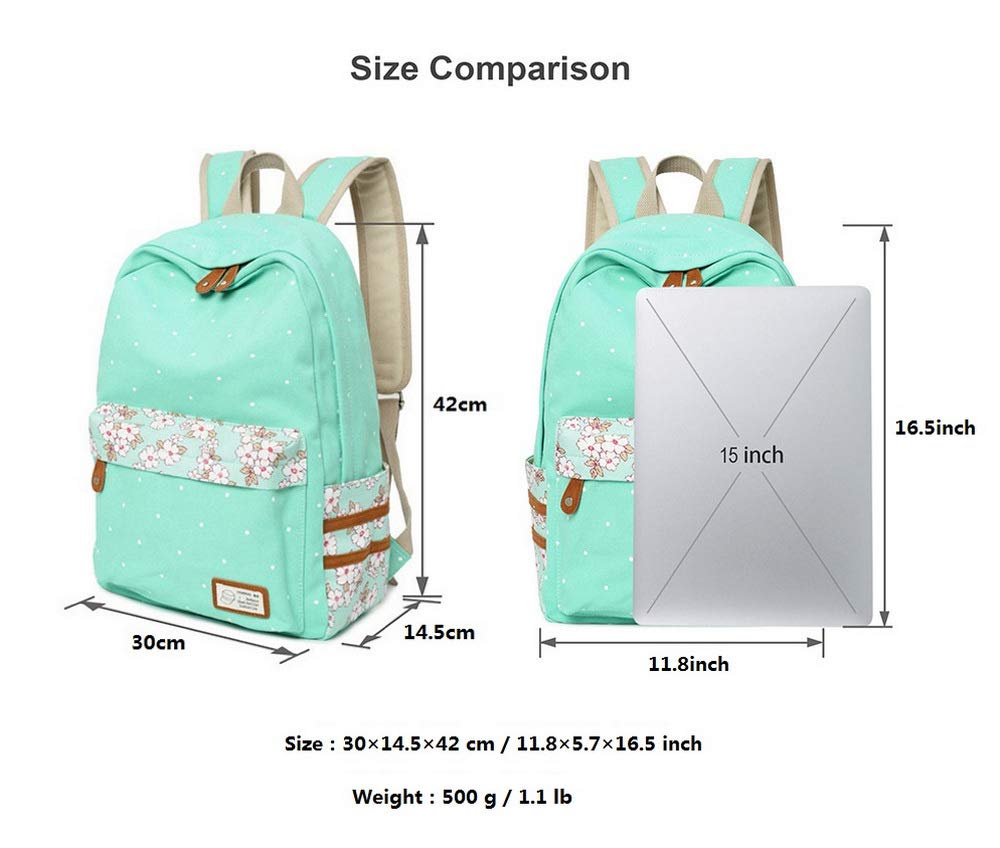 Size Comparison
42cm
16.5inch
15 inch
14.5cm
30cm
11.8inch
Size : 30×14.5×42 cm / 11.8×5.7×16.5 inch
Weight : 500 g / 1.1 lb